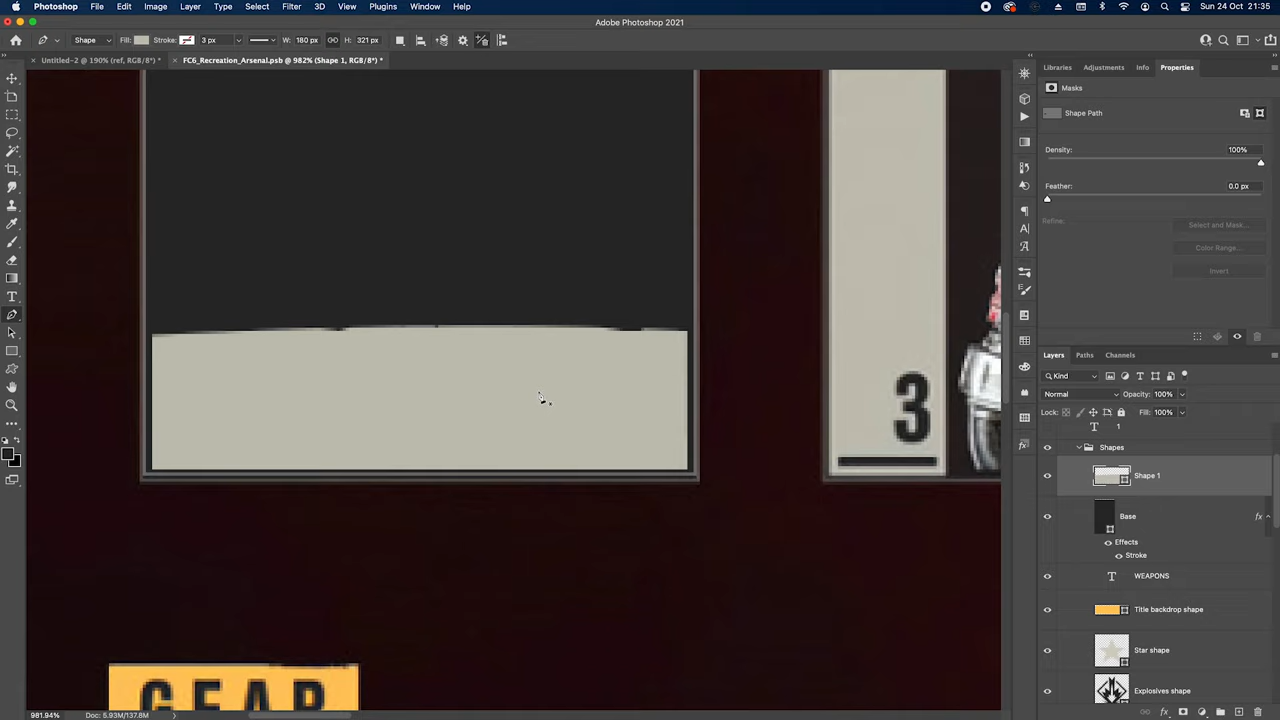 Photoshop File Edit Image Layer Type Select Filter 3D View Plugins Window Help Sun 24 Oct 21:35
Adobe Photoshop 2021
Shape Fill: Stroke: 3 px W: 180 px H: 321 px
Untitled-2 @ 190% (ref, RGB/8*) * FC6_Recreation_Arsenal.psb @ 982% (Shape 1, RGB/8*) *
Libraries Adjustments Info Properties
Masks
Shape Path
Density: 100%
Feather: 0.0 px
Refine: Select and Mask...
Color Range...
Invert
Layers Paths Channels
Kind
Normal Opacity: 100%
Lock: Fill: 100%
T 1
Shapes
Shape 1
Base fx
Effects
Stroke
T WEAPONS
Title backdrop shape
Star shape
Explosives shape
3
GEAR
981.94% Doc: 5.93M/137.8M